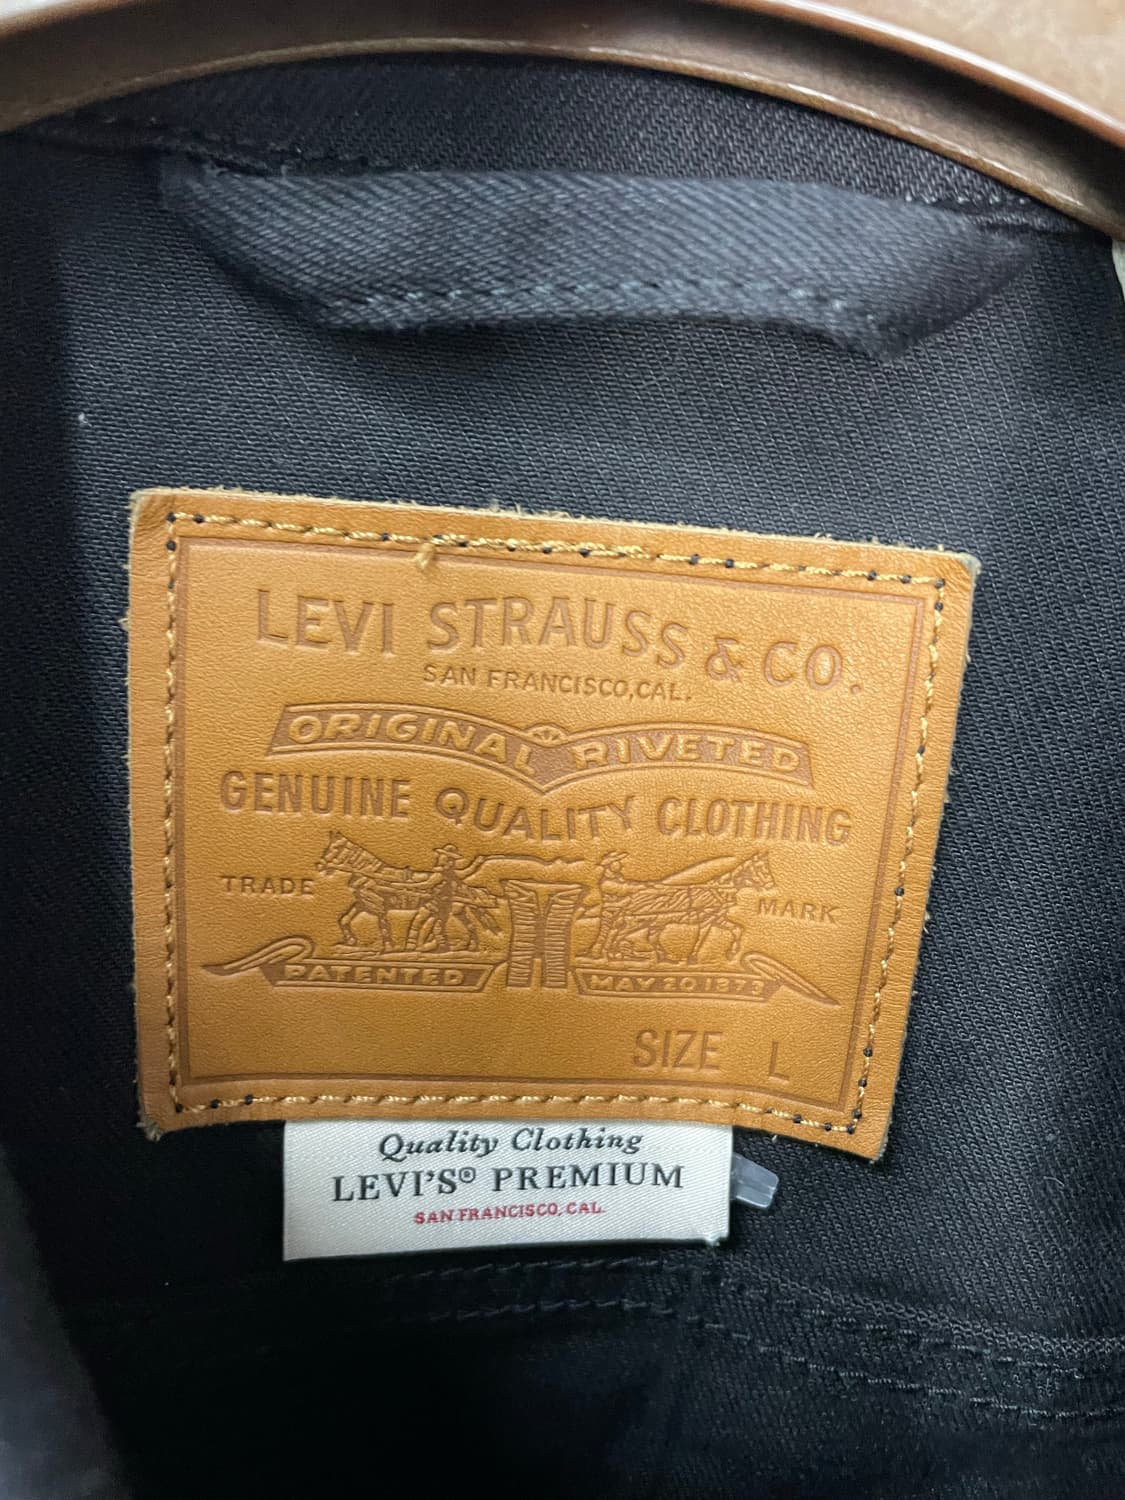 LEVI STRAUSS & CO.
SAN FRANCISCO, CAL.
ORIGINAL RIVETED
GENUINE QUALITY CLOTHING
TRADE MARK
PATENTED MAY 20 1873
SIZE L
Quality Clothing
LEVI'S® PREMIUM
SAN FRANCISCO, CAL.